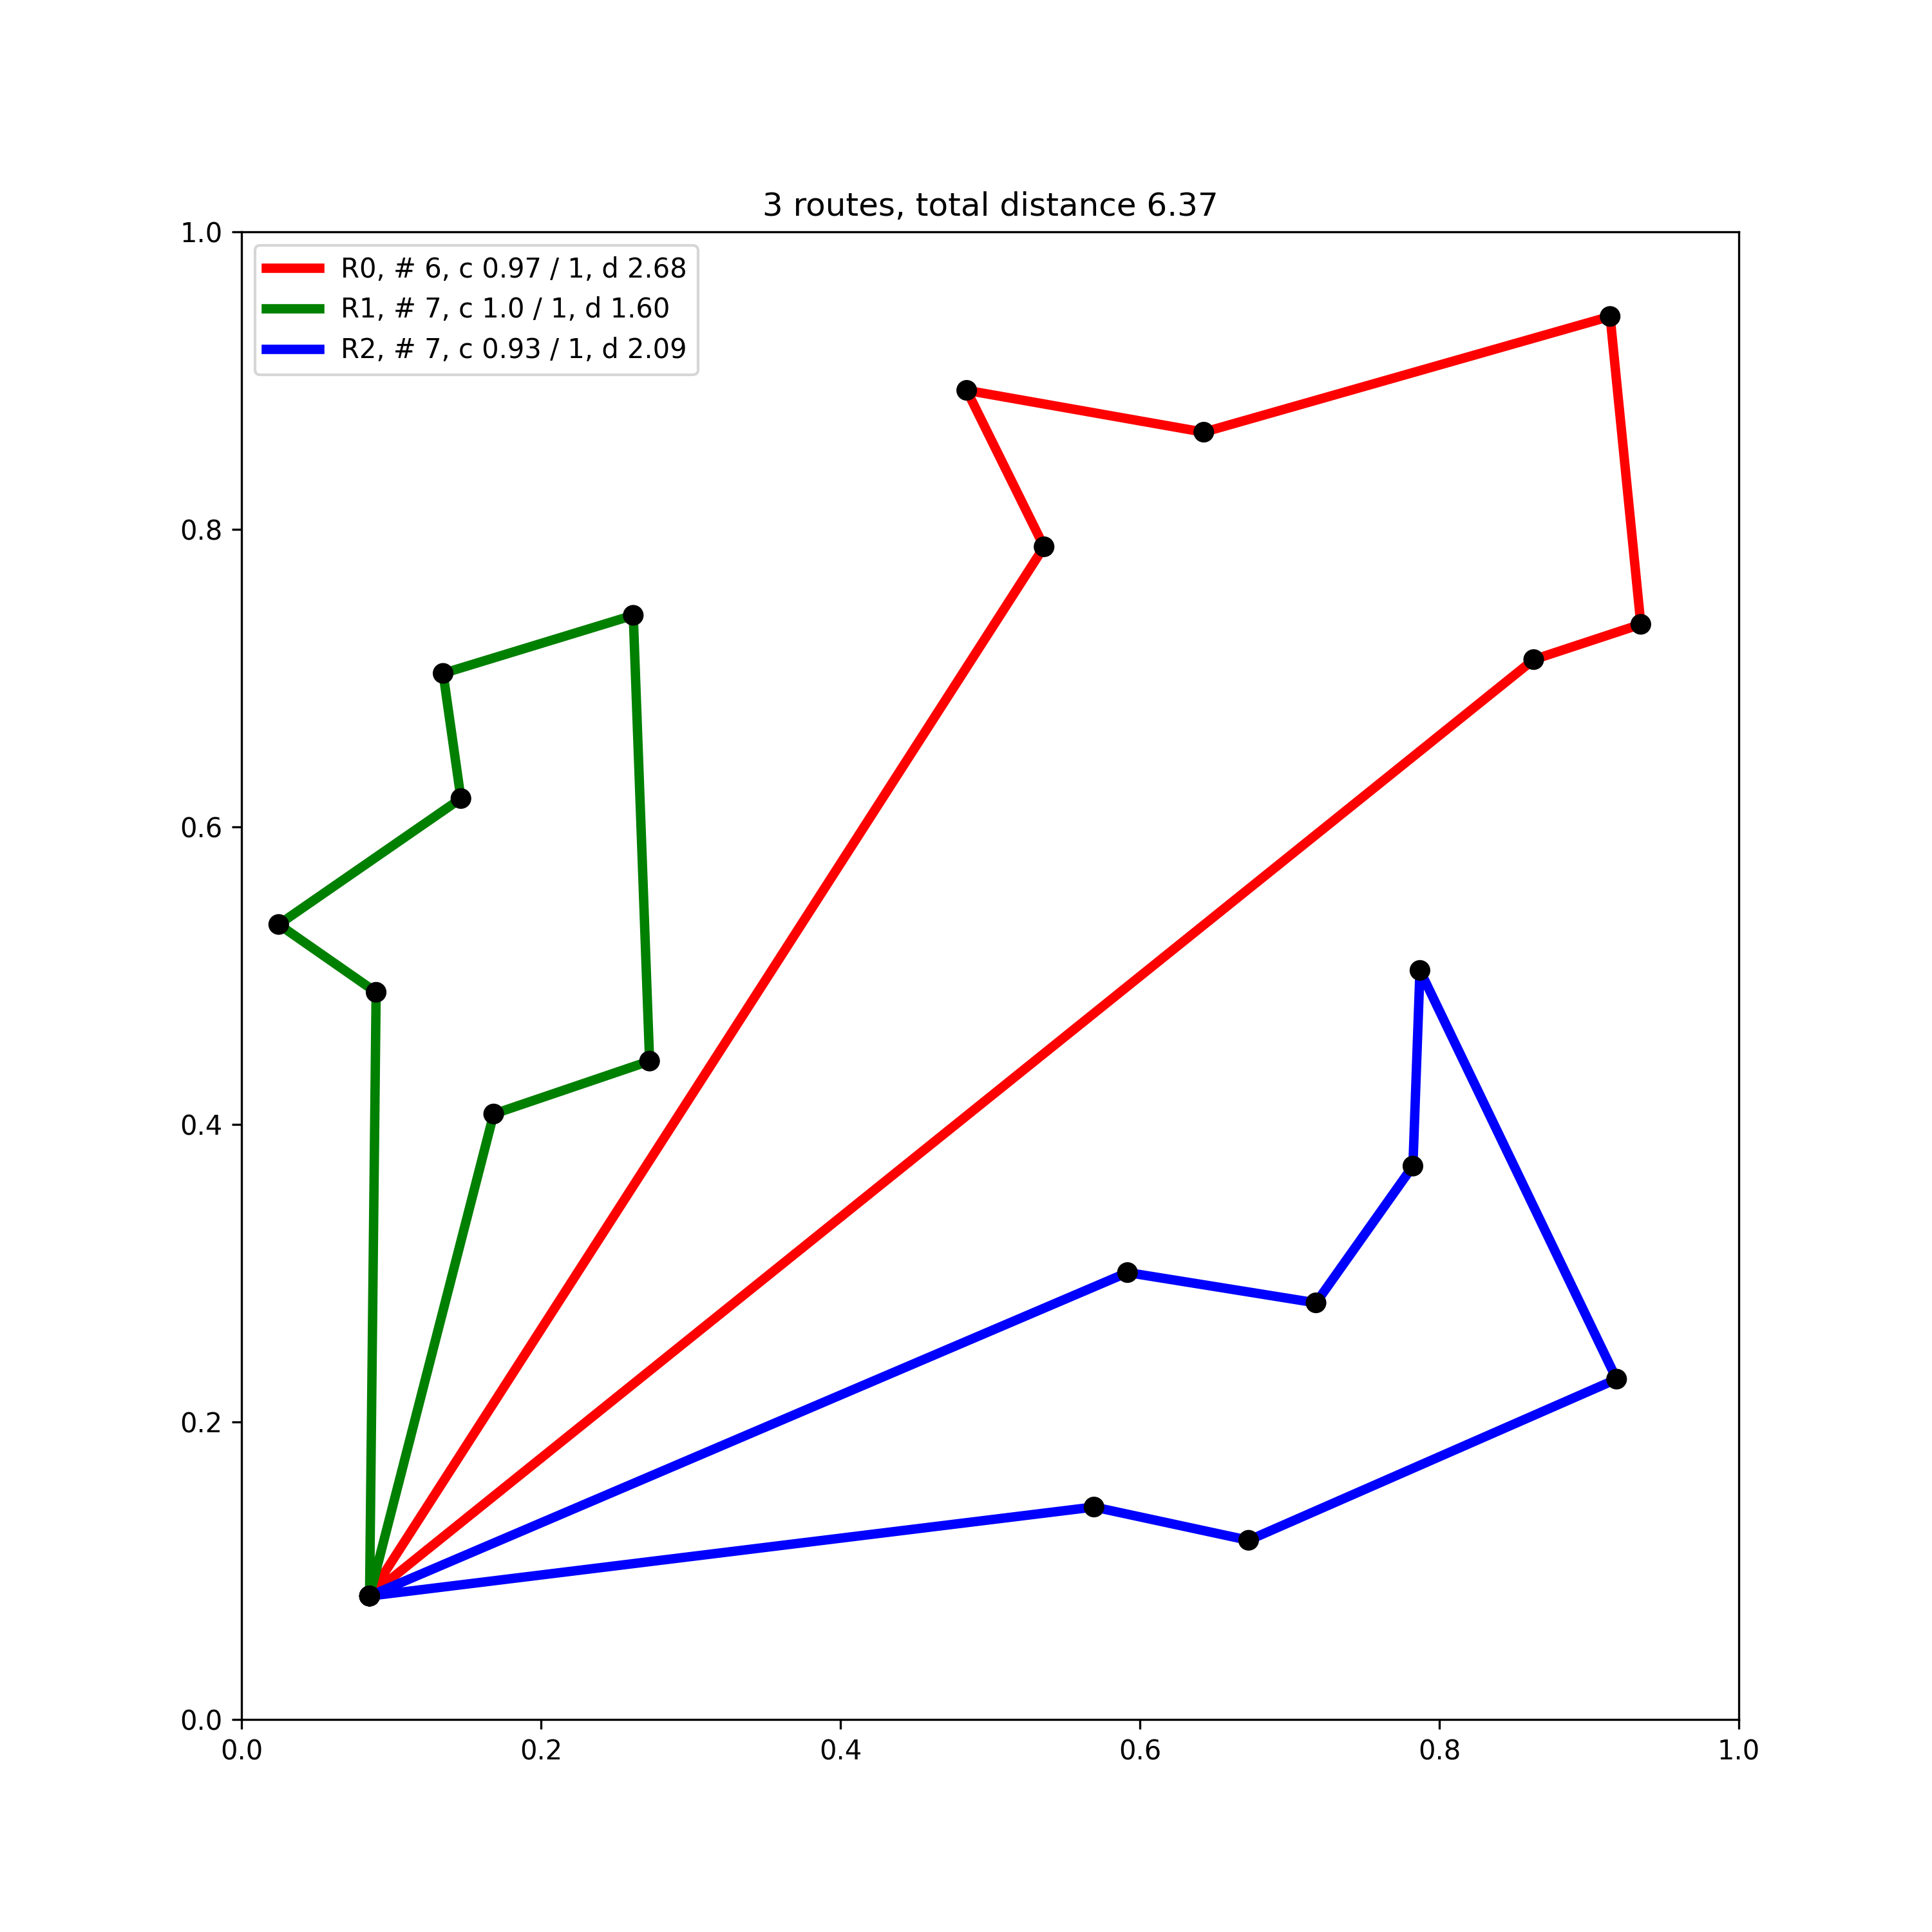 3 routes, total distance 6.37
R0, # 6, c 0.97 / 1, d 2.68
R1, # 7, c 1.0 / 1, d 1.60
R2, # 7, c 0.93 / 1, d 2.09
1.0
0.8
0.6
0.4
0.2
0.0
0.0 0.2 0.4 0.6 0.8 1.0